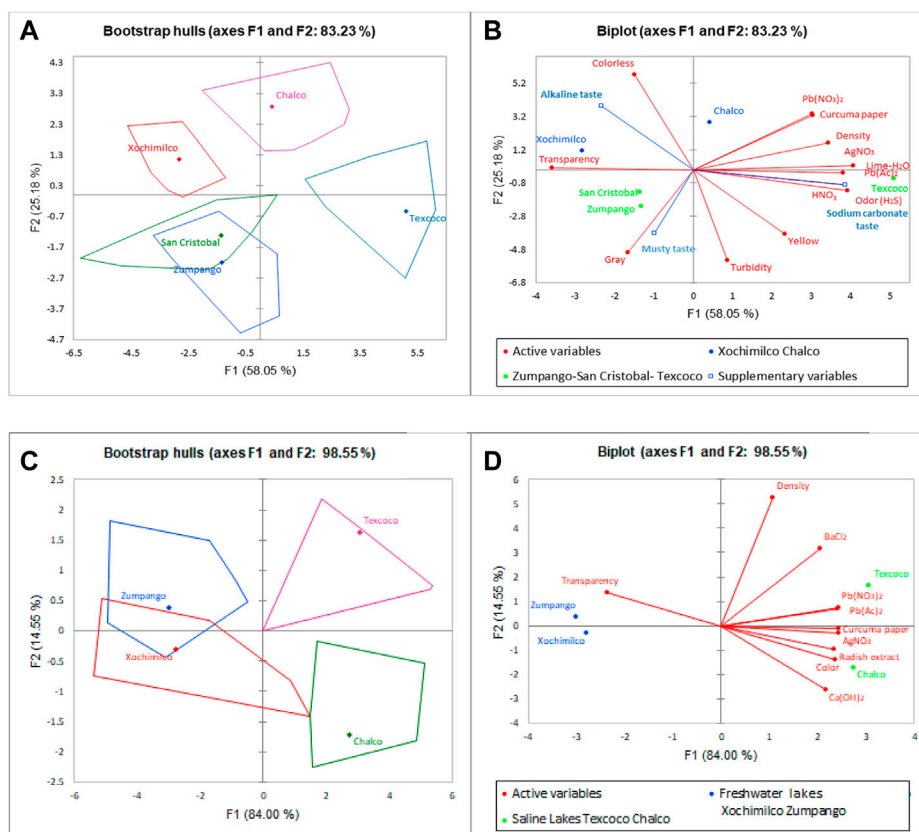 A
Bootstrap hulls (axes F1 and F2: 83.23 %)
4.3
3.3
2.3
1.3
0.3
-0.7
-1.7
-2.7
-3.7
-4.7
F2 (25.18 %)
Chalco
Xochimilco
Texcoco
San Cristobal
Zumpango
-6.5
-4.5
-2.5
-0.5
1.5
3.5
5.5
F1 (58.05 %)
B
Biplot (axes F1 and F2: 83.23 %)
5.2
3.2
1.2
-0.8
-2.8
-4.8
-6.8
F2 (25.18 %)
Colorless
Alkaline taste
Pb(NO₃)₂
Curcuma paper
Chalco
Density
Xochimilco
AgNO₃
Transparency
Lime-H₂O
Pb(Ac)₂
San Cristobal
HNO₃
Texcoco
Zumpango
Odor (H₂S)
Sodium carbonate
taste
Musty taste
Yellow
Gray
Turbidity
-4
-3
-2
-1
0
1
2
3
4
5
F1 (58.05 %)
Active variables
Xochimilco Chalco
Zumpango-San Cristobal- Texcoco
Supplementary variables
C
Bootstrap hulls (axes F1 and F2: 98.55 %)
2.5
2
1.5
1
0.5
0
-0.5
-1
-1.5
-2
-2.5
F2 (14.55 %)
Texcoco
Zumpango
Xochimilco
Chalco
-6
-4
-2
0
2
4
6
F1 (84.00 %)
D
Biplot (axes F1 and F2: 98.55 %)
6
5
4
3
2
1
0
-1
-2
-3
-4
F2 (14.55 %)
Density
BaCl₂
Texcoco
Transparency
Pb(NO₃)₂
Zumpango
Pb(Ac)₂
Xochimilco
Curcuma paper
AgNO₃
Radish extract
Color
Chalco
Ca(OH)₂
-4
-3
-2
-1
0
1
2
3
4
F1 (84.00 %)
Active variables
Freshwater lakes
Xochimilco Zumpango
Saline Lakes Texcoco Chalco